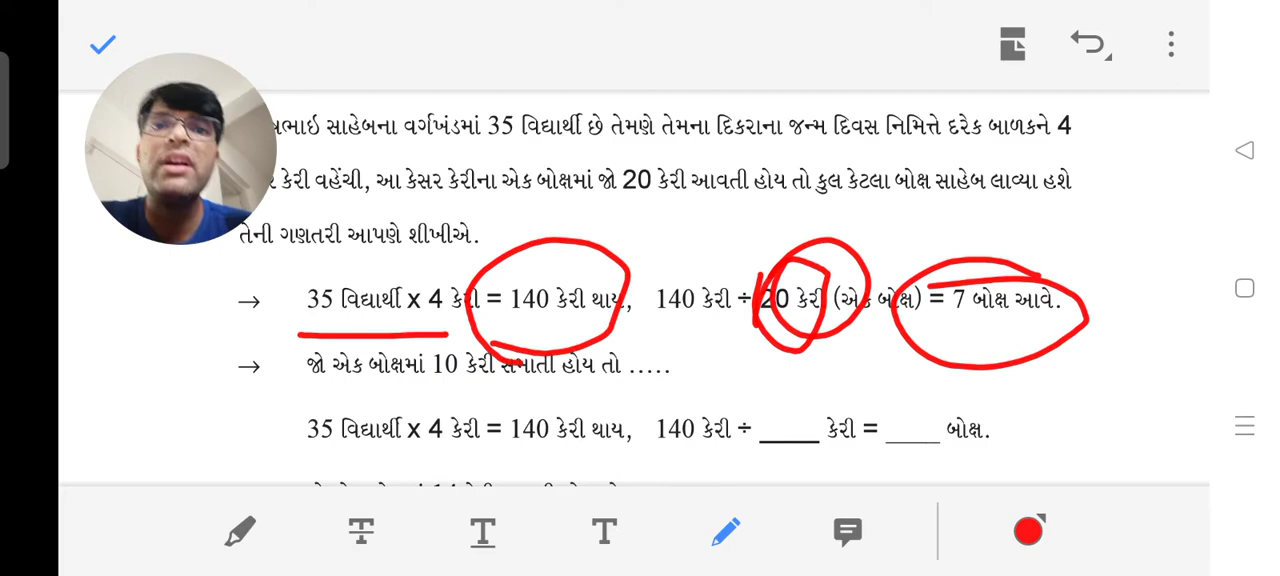 સાહેબના વર્ગખંડમાં 35 વિદ્યાર્થી છે તેમણે તેમના દિકરાના જન્મ દિવસ નિમિત્તે દરેક બાળકને 4
કેરી વહેંચી, આ કેસર કેરીના એક બોક્ષમાં જો 20 કેરી આવતી હોય તો કુલ કેટલા બોક્ષ સાહેબ લાવ્યા હશે
તેની ગણતરી આપણે શીખીએ.
→ 35 વિદ્યાર્થી x 4 કેરી = 140 કેરી થાય, 140 કેરી ÷ 20 કેરી (એક બોક્ષ) = 7 બોક્ષ આવે.
→ જો એક બોક્ષમાં 10 કેરી સમાતી હોય તો .....
35 વિદ્યાર્થી x 4 કેરી = 140 કેરી થાય, 140 કેરી ÷ ____ કેરી = ____ બોક્ષ.